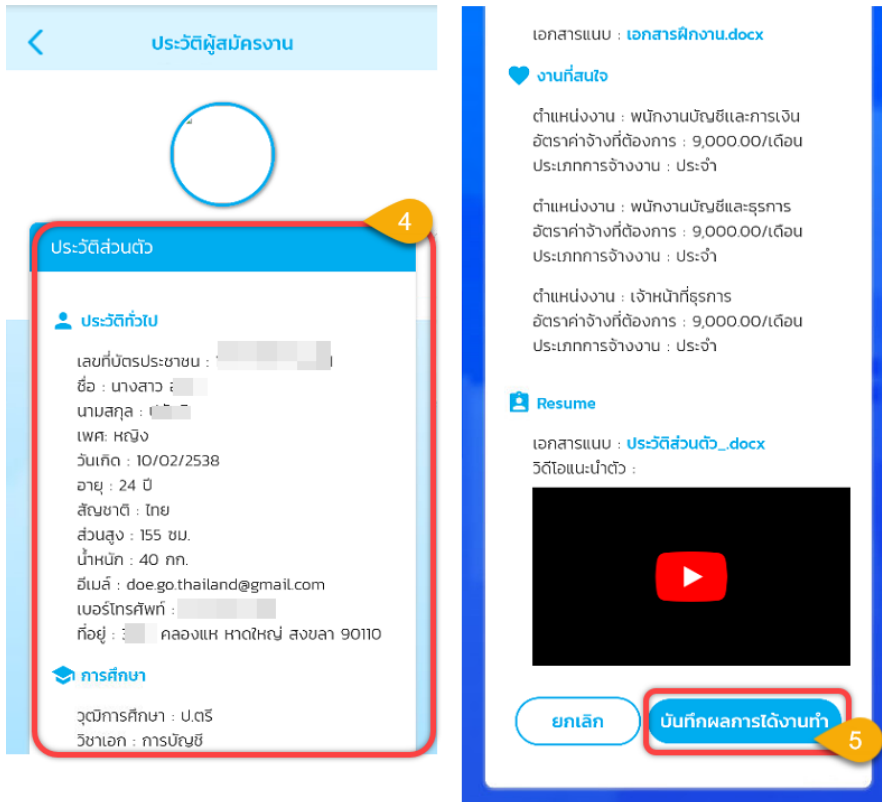 ประวัติผู้สมัครงาน
4
ประวัติส่วนตัว
ประวัติทั่วไป
เลขที่บัตรประชาชน :
ชื่อ : นางสาว
นามสกุล :
เพศ: หญิง
วันเกิด : 10/02/2538
อายุ : 24 ปี
สัญชาติ : ไทย
ส่วนสูง : 155 ซม.
น้ำหนัก : 40 กก.
อีเมล์ : doe.go.thailand@gmail.com
เบอร์โทรศัพท์ :
ที่อยู่ : คลองแห หาดใหญ่ สงขลา 90110
การศึกษา
วุฒิการศึกษา : ป.ตรี
วิชาเอก : การบัญชี
เอกสารแนบ : เอกสารฝึกงาน.docx
งานที่สนใจ
ตำแหน่งงาน : พนักงานบัญชีและการเงิน
อัตราค่าจ้างที่ต้องการ : 9,000.00/เดือน
ประเภทการจ้างงาน : ประจำ
ตำแหน่งงาน : พนักงานบัญชีและธุรการ
อัตราค่าจ้างที่ต้องการ : 9,000.00/เดือน
ประเภทการจ้างงาน : ประจำ
ตำแหน่งงาน : เจ้าหน้าที่ธุรการ
อัตราค่าจ้างที่ต้องการ : 9,000.00/เดือน
ประเภทการจ้างงาน : ประจำ
Resume
เอกสารแนบ : ประวัติส่วนตัว_.docx
วิดีโอแนะนำตัว :
ยกเลิก
บันทึกผลการได้งานทำ
5